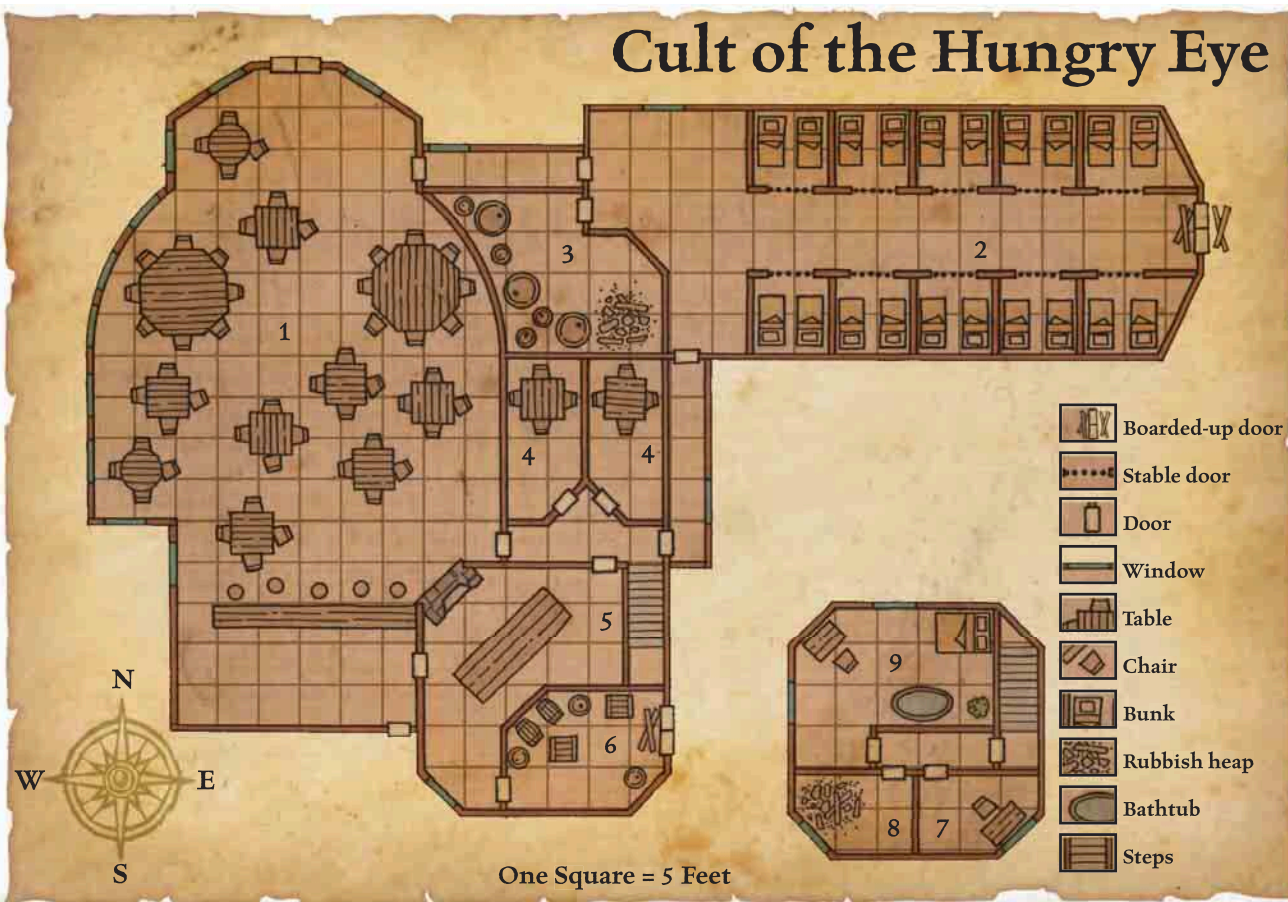 Cult of the Hungry Eye
1
2
3
4
4
5
6
7
8
9
Boarded-up door
Stable door
Door
Window
Table
Chair
Bunk
Rubbish heap
Bathtub
Steps
N
W
E
S
One Square = 5 Feet